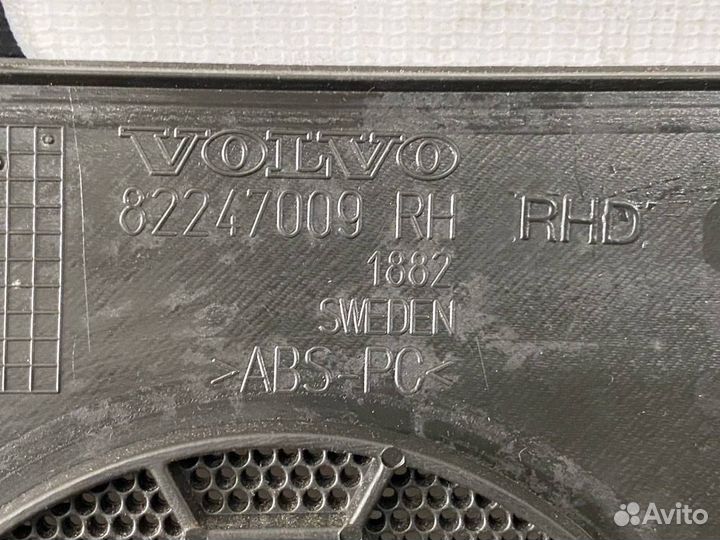 VOLVO
82247009 RH RHD
1882
SWEDEN
>ABS-PC<
Avito